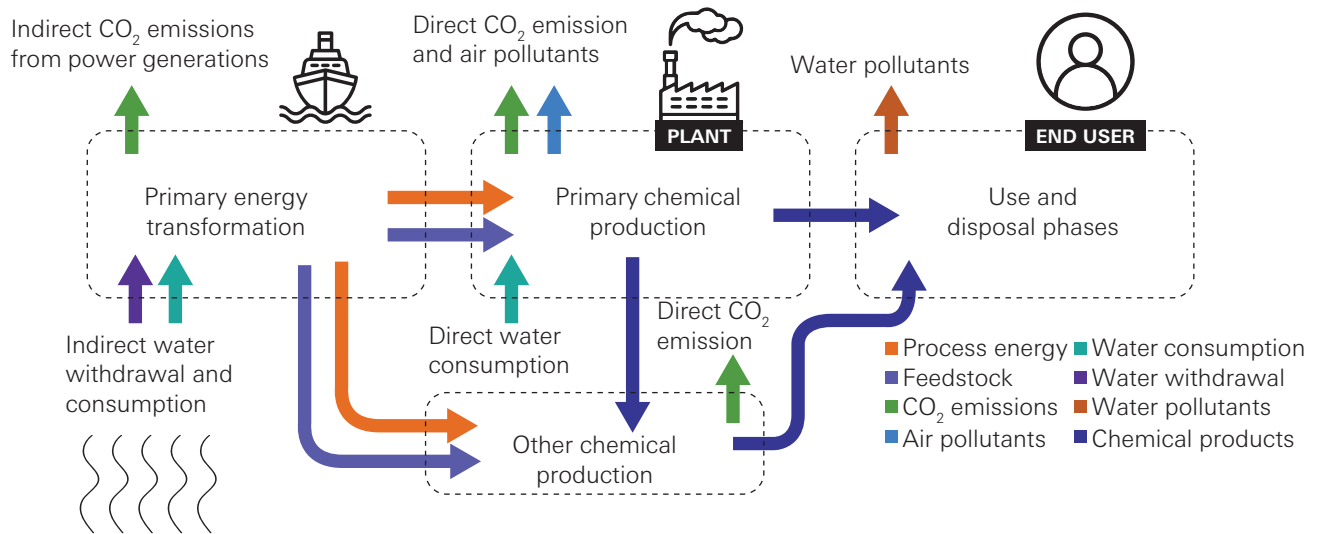 Indirect CO₂ emissions
from power generations
Direct CO₂ emission
and air pollutants
Water pollutants
PLANT
END USER
Primary energy
transformation
Primary chemical
production
Use and
disposal phases
Indirect water
withdrawal and
consumption
Direct water
consumption
Direct CO₂
emission
Other chemical
production
Process energy
Feedstock
CO₂ emissions
Air pollutants
Water consumption
Water withdrawal
Water pollutants
Chemical products